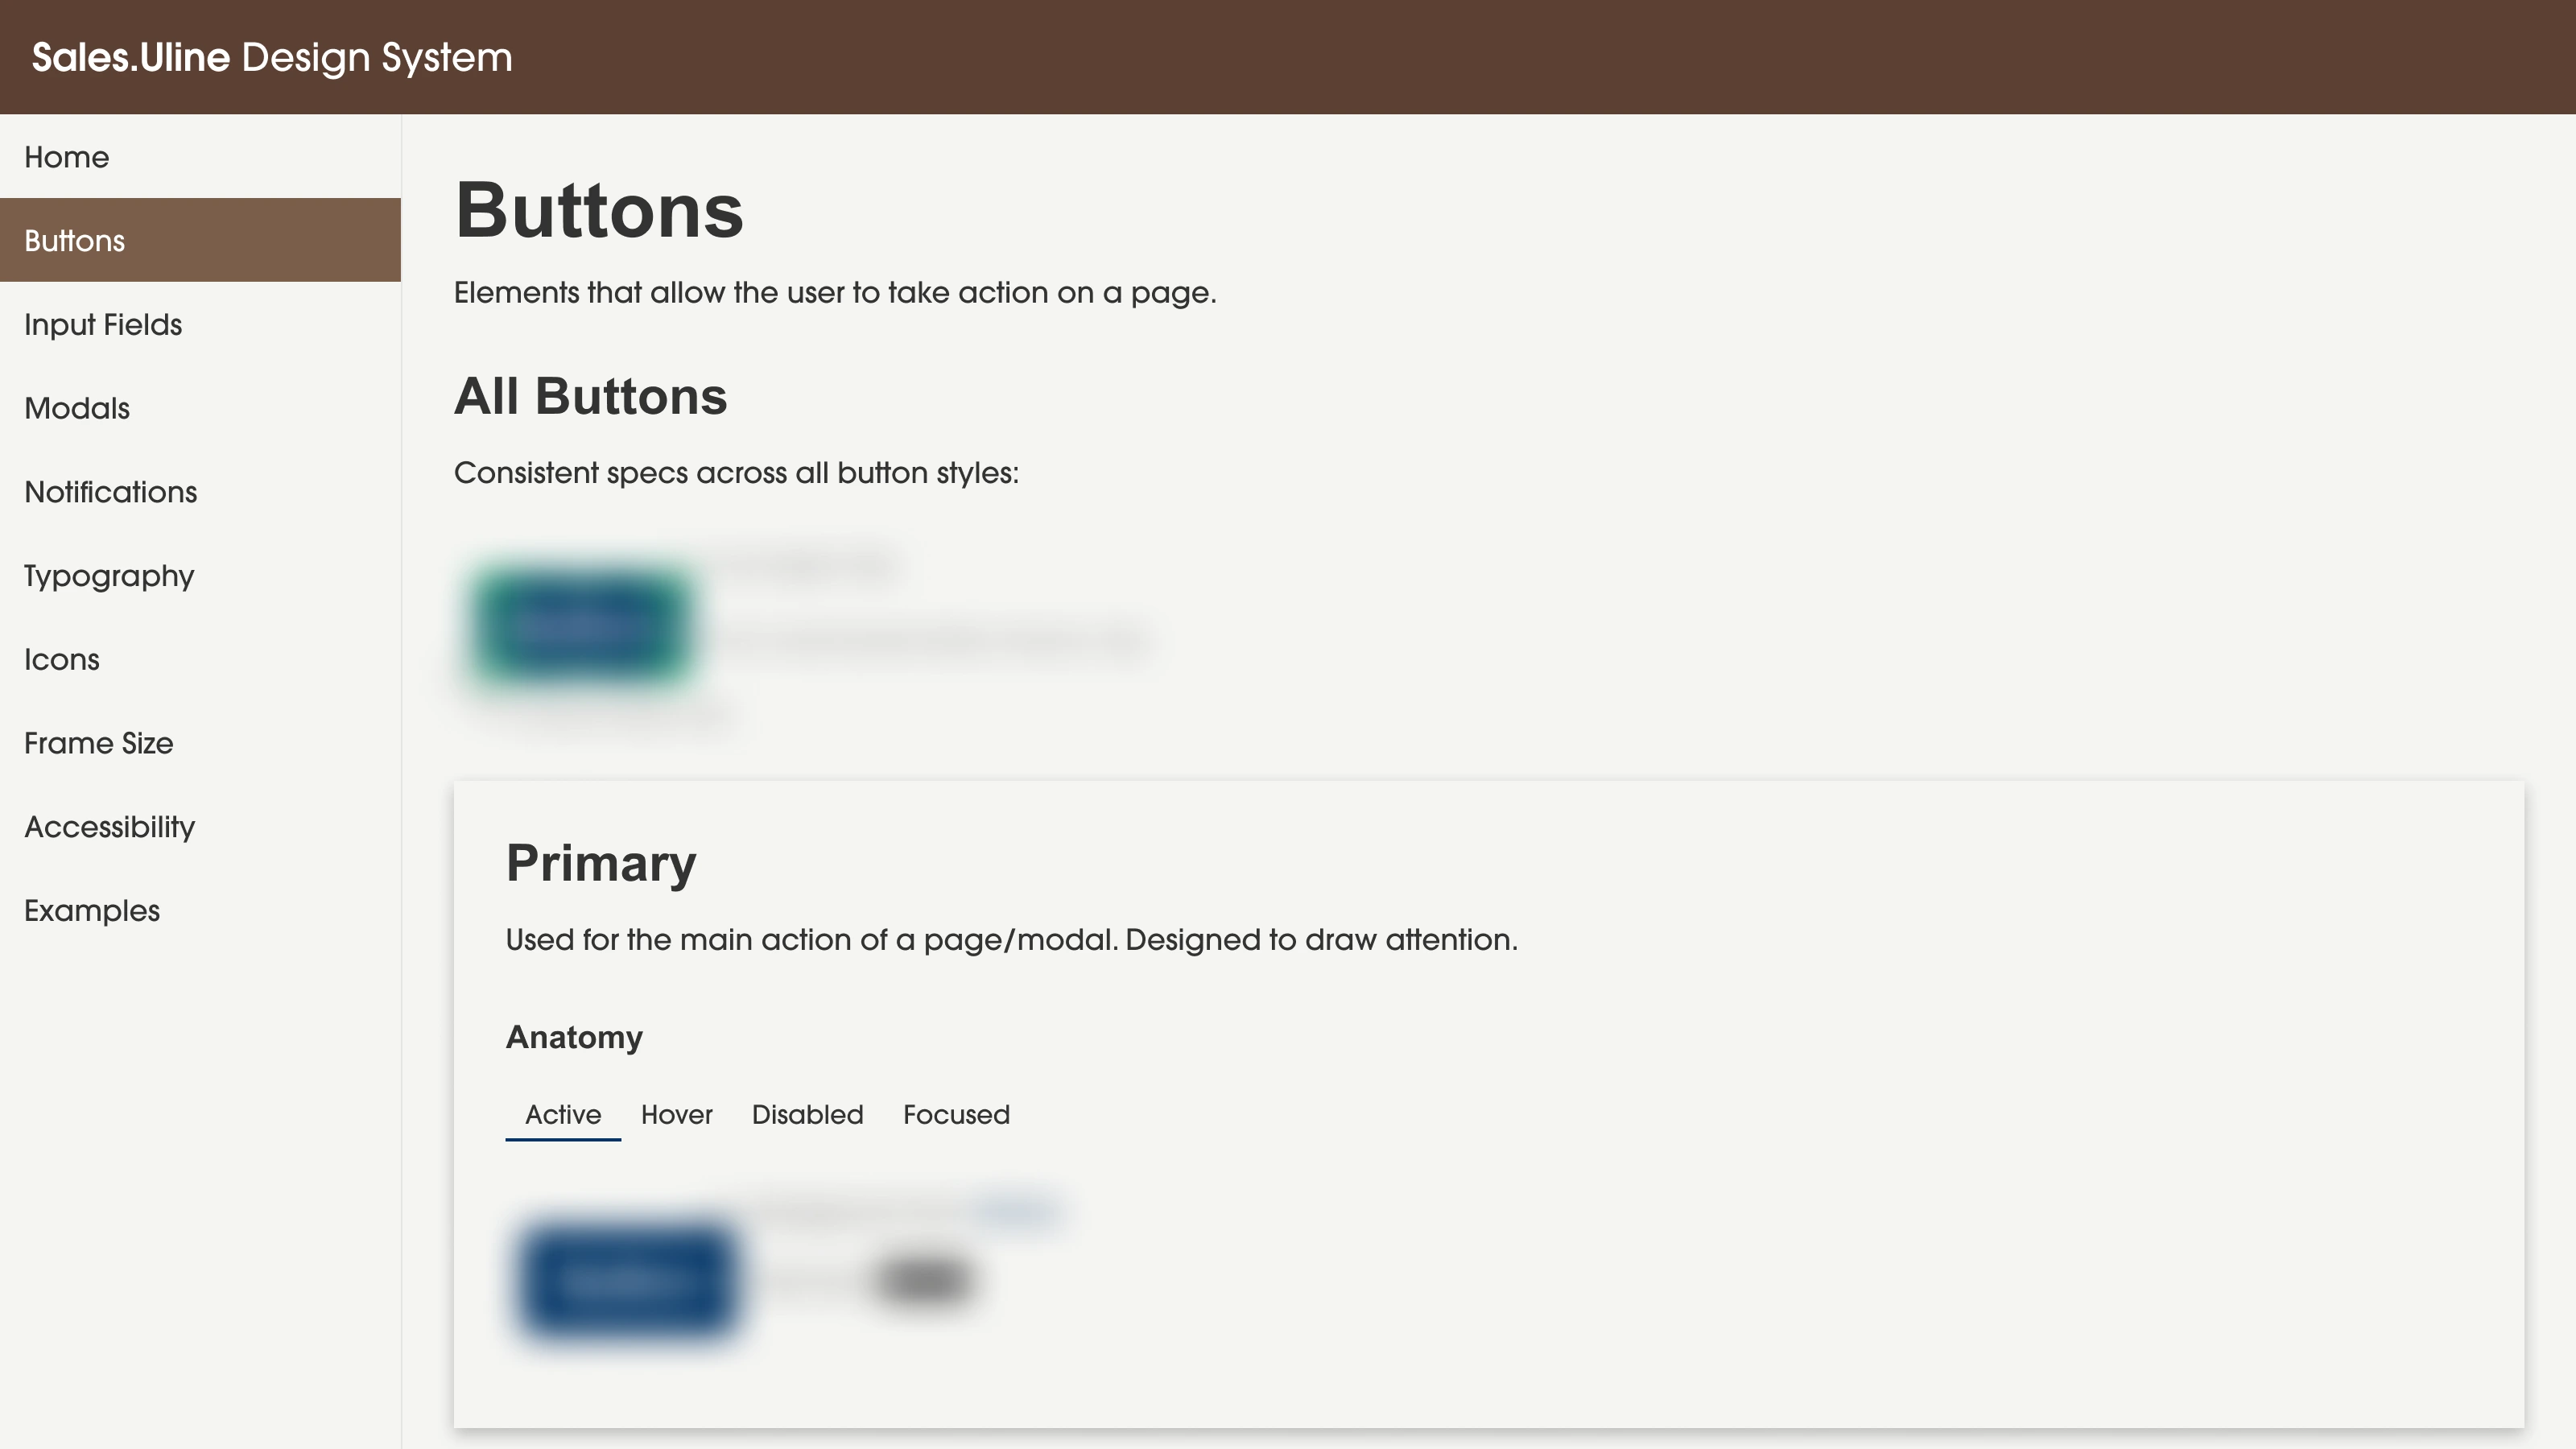 Sales.Uline Design System
Home
Buttons
Input Fields
Modals
Notifications
Typography
Icons
Frame Size
Accessibility
Examples
Buttons
Elements that allow the user to take action on a page.
All Buttons
Consistent specs across all button styles:
Primary
Used for the main action of a page/modal. Designed to draw attention.
Anatomy
Active Hover Disabled Focused